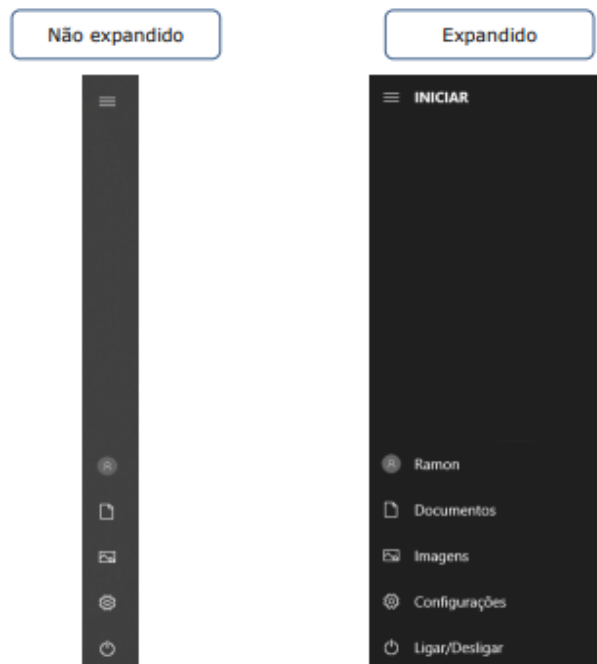 Não expandido
Expandido
INICIAR
Ramon
Documentos
Imagens
Configurações
Ligar/Desligar